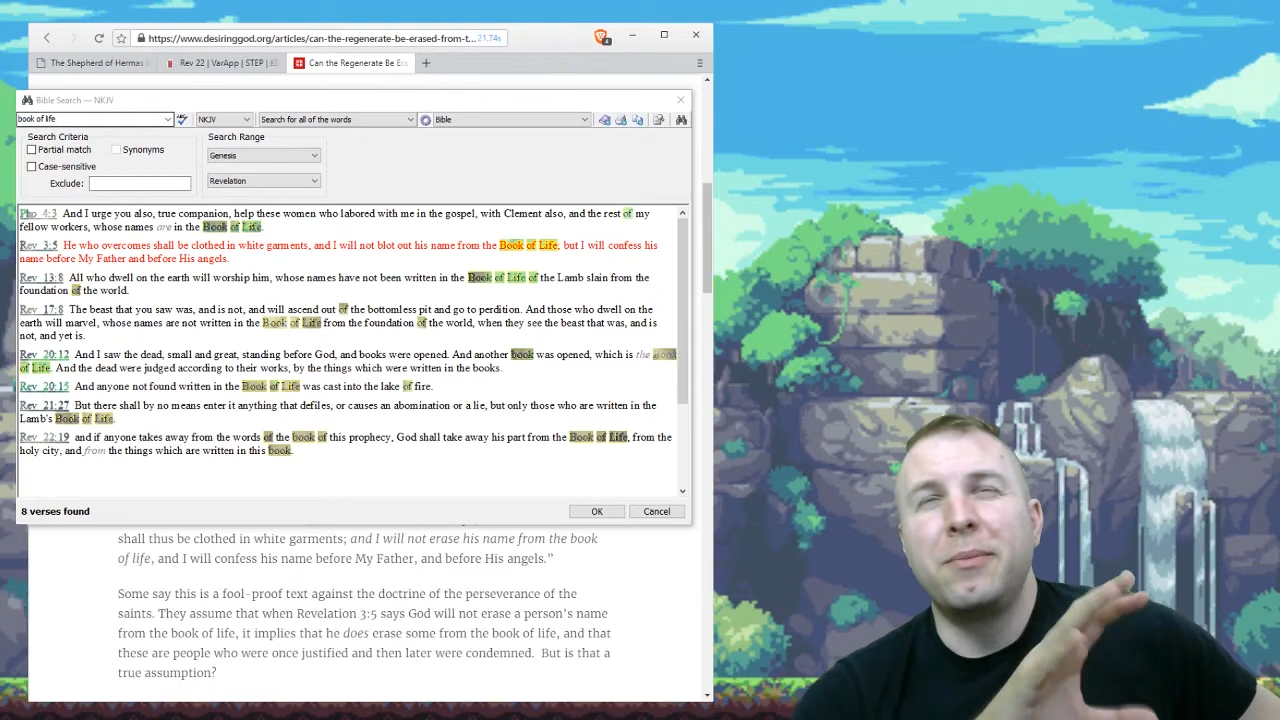 https://www.desiringgod.org/articles/can-the-regenerate-be-erased-from-t... 21.74s
4
The Shepherd of Hermas
Rev 22 | VarApp | STEP |
Can the Regenerate Be Era
Bible Search — NKJV
book of life
NKJV
Search for all of the words
Bible
Search Criteria
Search Range
Partial match
Synonyms
Genesis
Case-sensitive
Exclude:
Revelation
Php 4:3 And I urge you also, true companion, help these women who labored with me in the gospel, with Clement also, and the rest of my
fellow workers, whose names are in the Book of Life.
Rev 3:5 He who overcomes shall be clothed in white garments, and I will not blot out his name from the Book of Life; but I will confess his
name before My Father and before His angels.
Rev 13:8 All who dwell on the earth will worship him, whose names have not been written in the Book of Life of the Lamb slain from the
foundation of the world.
Rev 17:8 The beast that you saw was, and is not, and will ascend out of the bottomless pit and go to perdition. And those who dwell on the
earth will marvel, whose names are not written in the Book of Life from the foundation of the world, when they see the beast that was, and is
not, and yet is.
Rev 20:12 And I saw the dead, small and great, standing before God, and books were opened. And another book was opened, which is the Book
of Life. And the dead were judged according to their works, by the things which were written in the books.
Rev 20:15 And anyone not found written in the Book of Life was cast into the lake of fire.
Rev 21:27 But there shall by no means enter it anything that defiles, or causes an abomination or a lie, but only those who are written in the
Lamb's Book of Life.
Rev 22:19 and if anyone takes away from the words of the book of this prophecy, God shall take away his part from the Book of Life, from the
holy city, and from the things which are written in this book.
8 verses found
OK
Cancel
shall thus be clothed in white garments; and I will not erase his name from the book
of life, and I will confess his name before My Father, and before His angels.”
Some say this is a fool-proof text against the doctrine of the perseverance of the
saints. They assume that when Revelation 3:5 says God will not erase a person’s name
from the book of life, it implies that he does erase some from the book of life, and that
these are people who were once justified and then later were condemned. But is that a
true assumption?